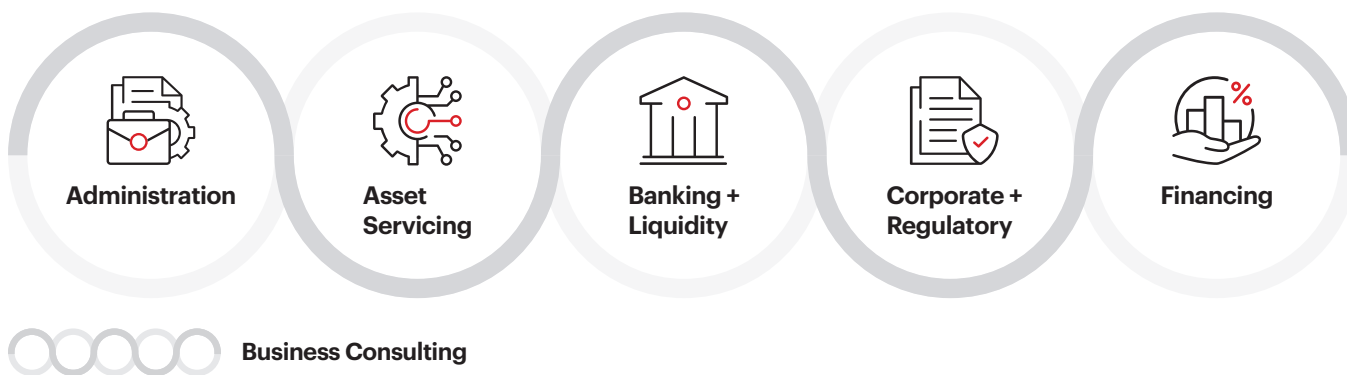 Administration
Asset
Servicing
Banking +
Liquidity
Corporate +
Regulatory
Financing
Business Consulting